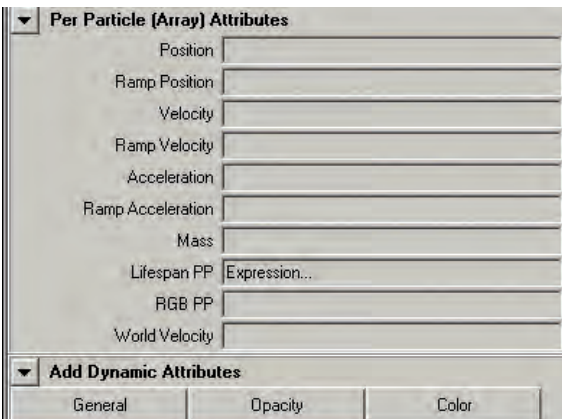 Per Particle (Array) Attributes
Position
Ramp Position
Velocity
Ramp Velocity
Acceleration
Ramp Acceleration
Mass
Lifespan PP Expression...
RGB PP
World Velocity
Add Dynamic Attributes
General Opacity Color